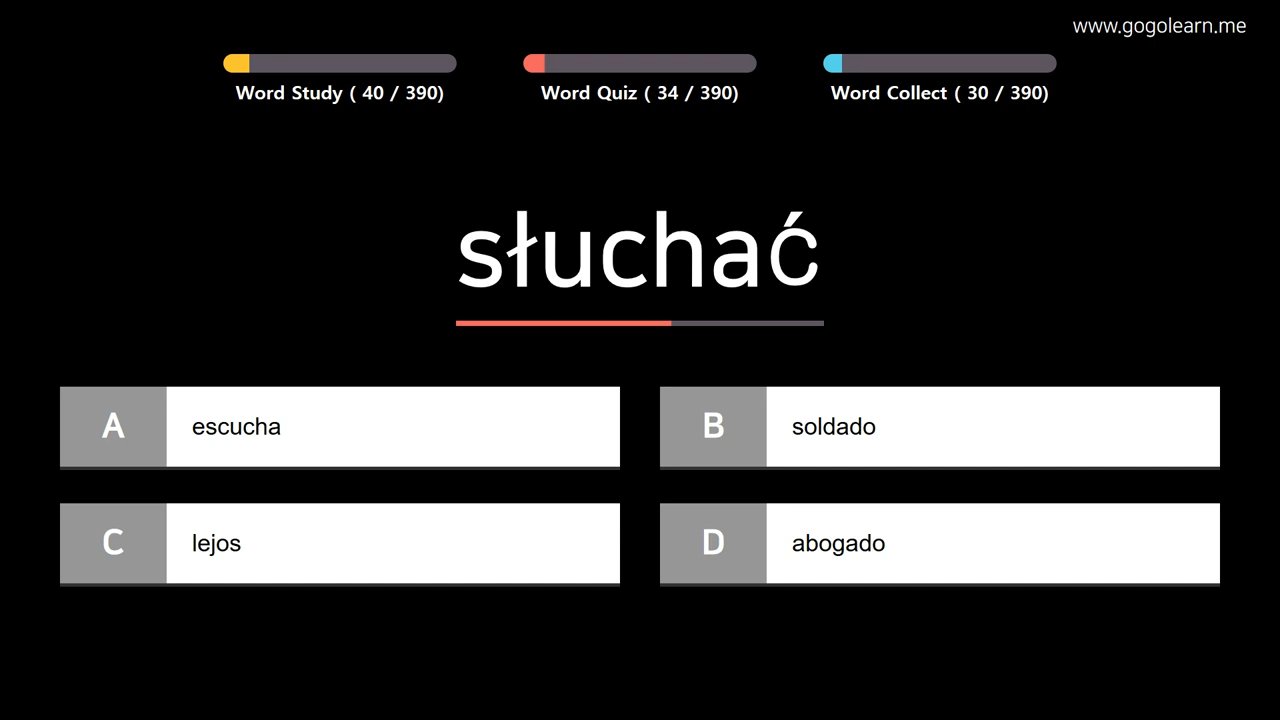 www.gogolearn.me
Word Study ( 40 / 390)
Word Quiz ( 34 / 390)
Word Collect ( 30 / 390)
słuchać
A escucha
B soldado
C lejos
D abogado